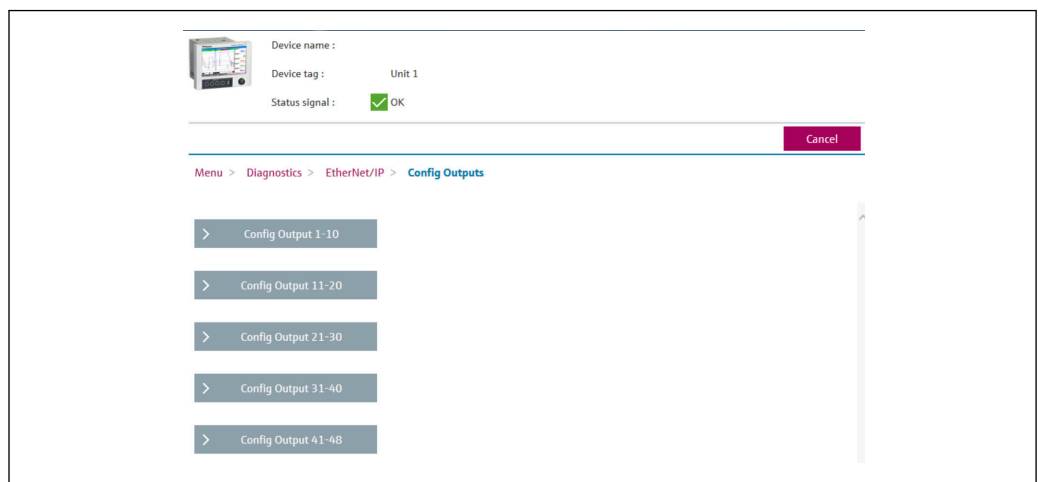 Device name :
Device tag : Unit 1
Status signal : OK
Cancel
Menu > Diagnostics > EtherNet/IP > Config Outputs
> Config Output 1-10
> Config Output 11-20
> Config Output 21-30
> Config Output 31-40
> Config Output 41-48